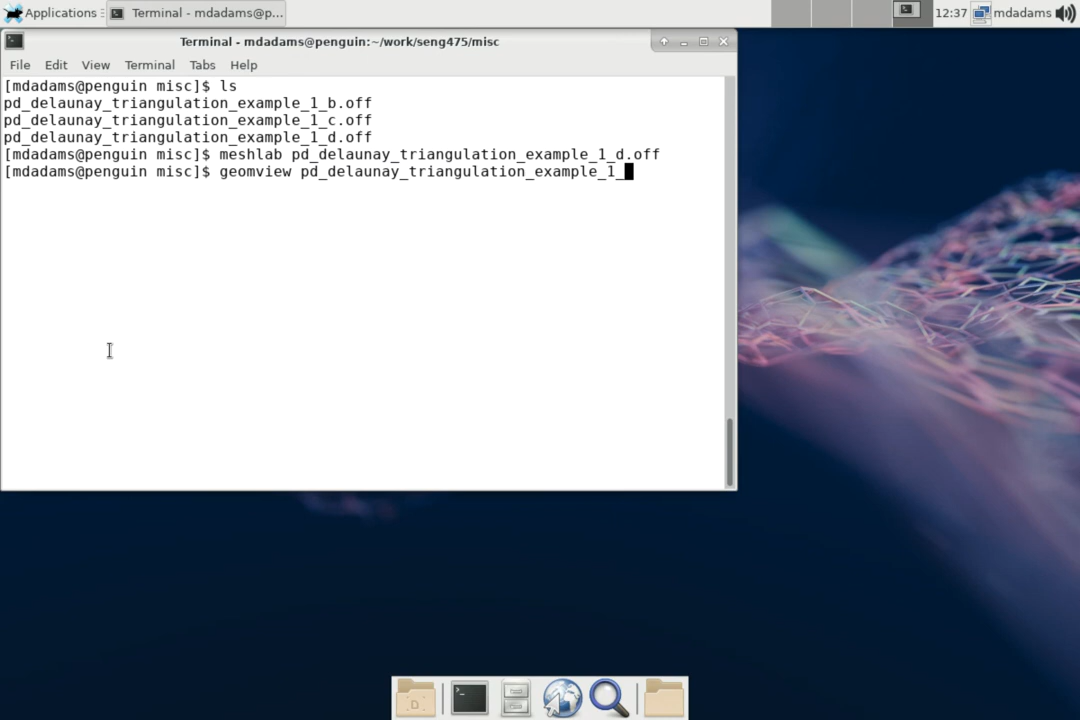 Applications
Terminal - mdadams@p...
12:37
mdadams
Terminal - mdadams@penguin:~/work/seng475/misc
File Edit View Terminal Tabs Help
[mdadams@penguin misc]$ ls
pd_delaunay_triangulation_example_1_b.off
pd_delaunay_triangulation_example_1_c.off
pd_delaunay_triangulation_example_1_d.off
[mdadams@penguin misc]$ meshlab pd_delaunay_triangulation_example_1_d.off
[mdadams@penguin misc]$ geomview pd_delaunay_triangulation_example_1_